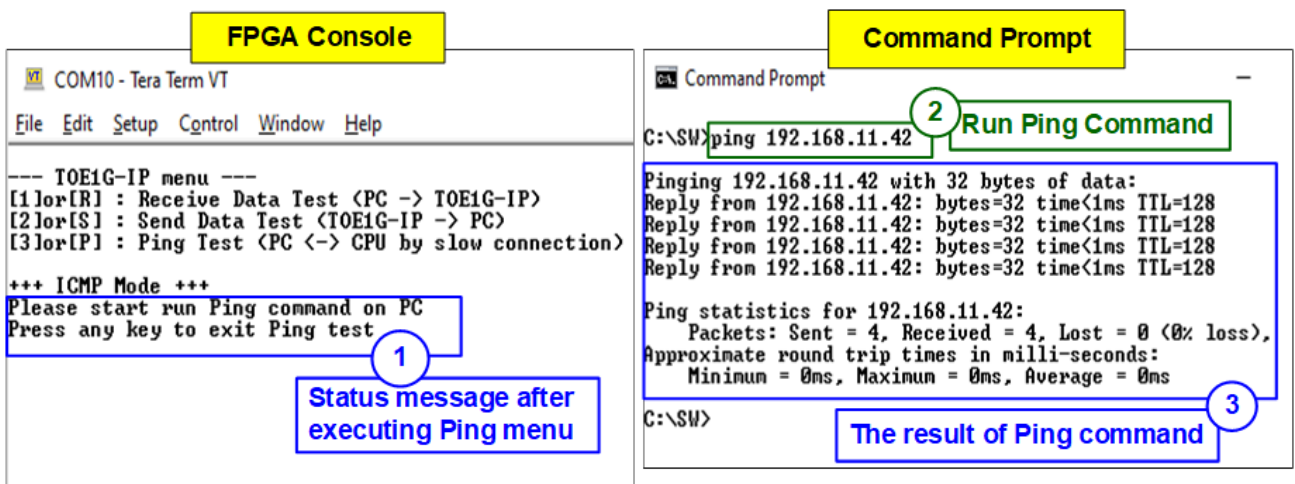 FPGA Console
COM10 - Tera Term VT
File Edit Setup Control Window Help
--- TOE1G-IP menu ---
[1]or[R] : Receive Data Test (PC -> TOE1G-IP)
[2]or[S] : Send Data Test (TOE1G-IP -> PC)
[3]or[P] : Ping Test (PC <-> CPU by slow connection)
+++ ICMP Mode +++
Please start run Ping command on PC
Press any key to exit Ping test
1
Status message after
executing Ping menu
Command Prompt
Command Prompt
2
Run Ping Command
C:\SW>ping 192.168.11.42
Pinging 192.168.11.42 with 32 bytes of data:
Reply from 192.168.11.42: bytes=32 time<1ms TTL=128
Reply from 192.168.11.42: bytes=32 time<1ms TTL=128
Reply from 192.168.11.42: bytes=32 time<1ms TTL=128
Reply from 192.168.11.42: bytes=32 time<1ms TTL=128
Ping statistics for 192.168.11.42:
Packets: Sent = 4, Received = 4, Lost = 0 (0% loss),
Approximate round trip times in milli-seconds:
Minimum = 0ms, Maximum = 0ms, Average = 0ms
3
C:\SW>
The result of Ping command